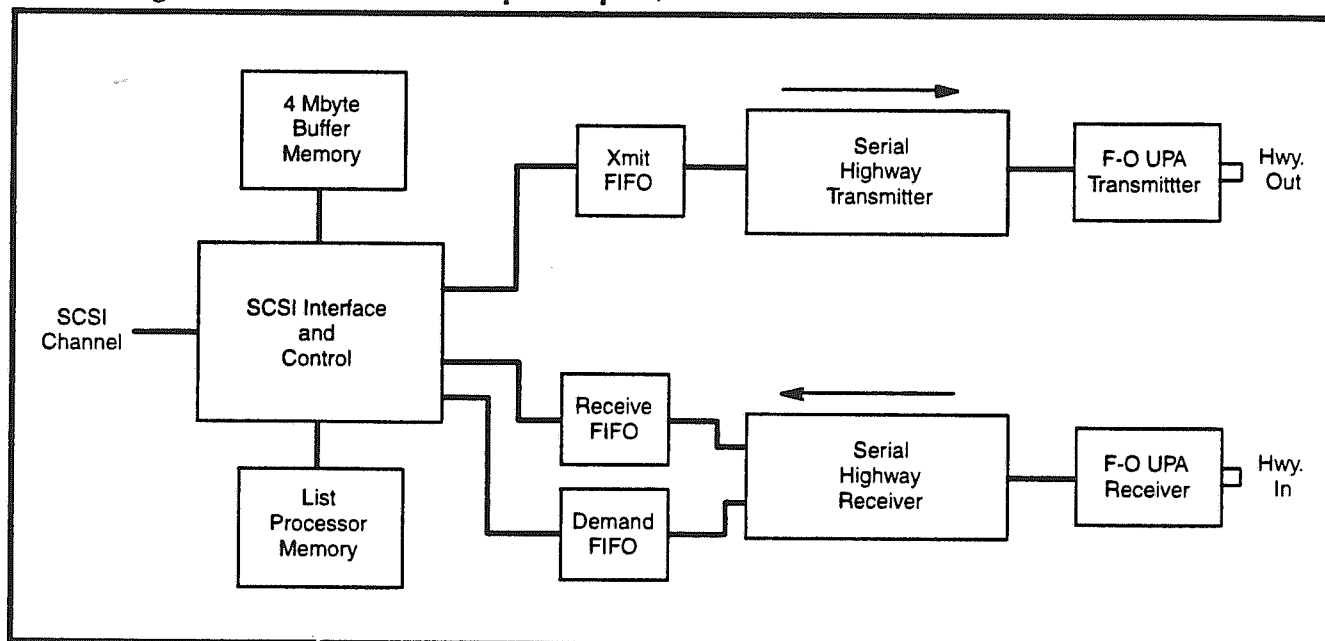 4 Mbyte
Buffer
Memory
Xmit
FIFO
Serial
Highway
Transmitter
F-O UPA
Transmittter
Hwy.
Out
SCSI
Channel
SCSI Interface
and
Control
Receive
FIFO
Serial
Highway
Receiver
F-O UPA
Receiver
Hwy.
In
List
Processor
Memory
Demand
FIFO